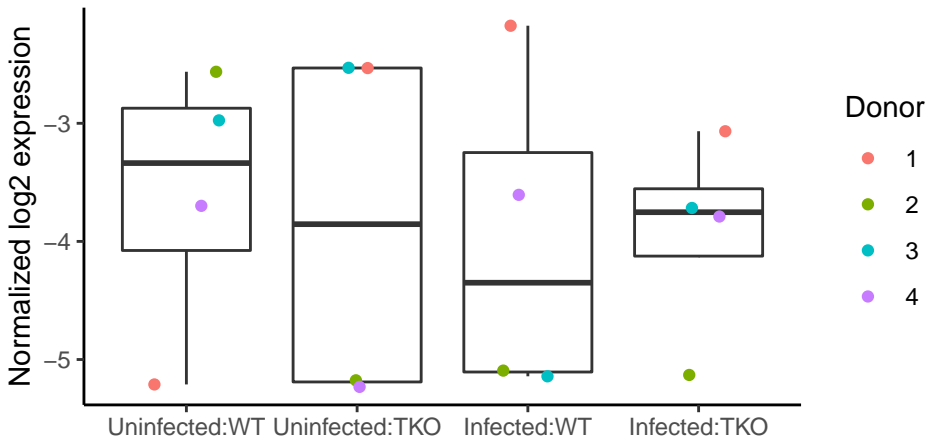 Normalized log2 expression
−3
−4
−5
Uninfected:WT
Uninfected:TKO
Infected:WT
Infected:TKO
Donor
1
2
3
4